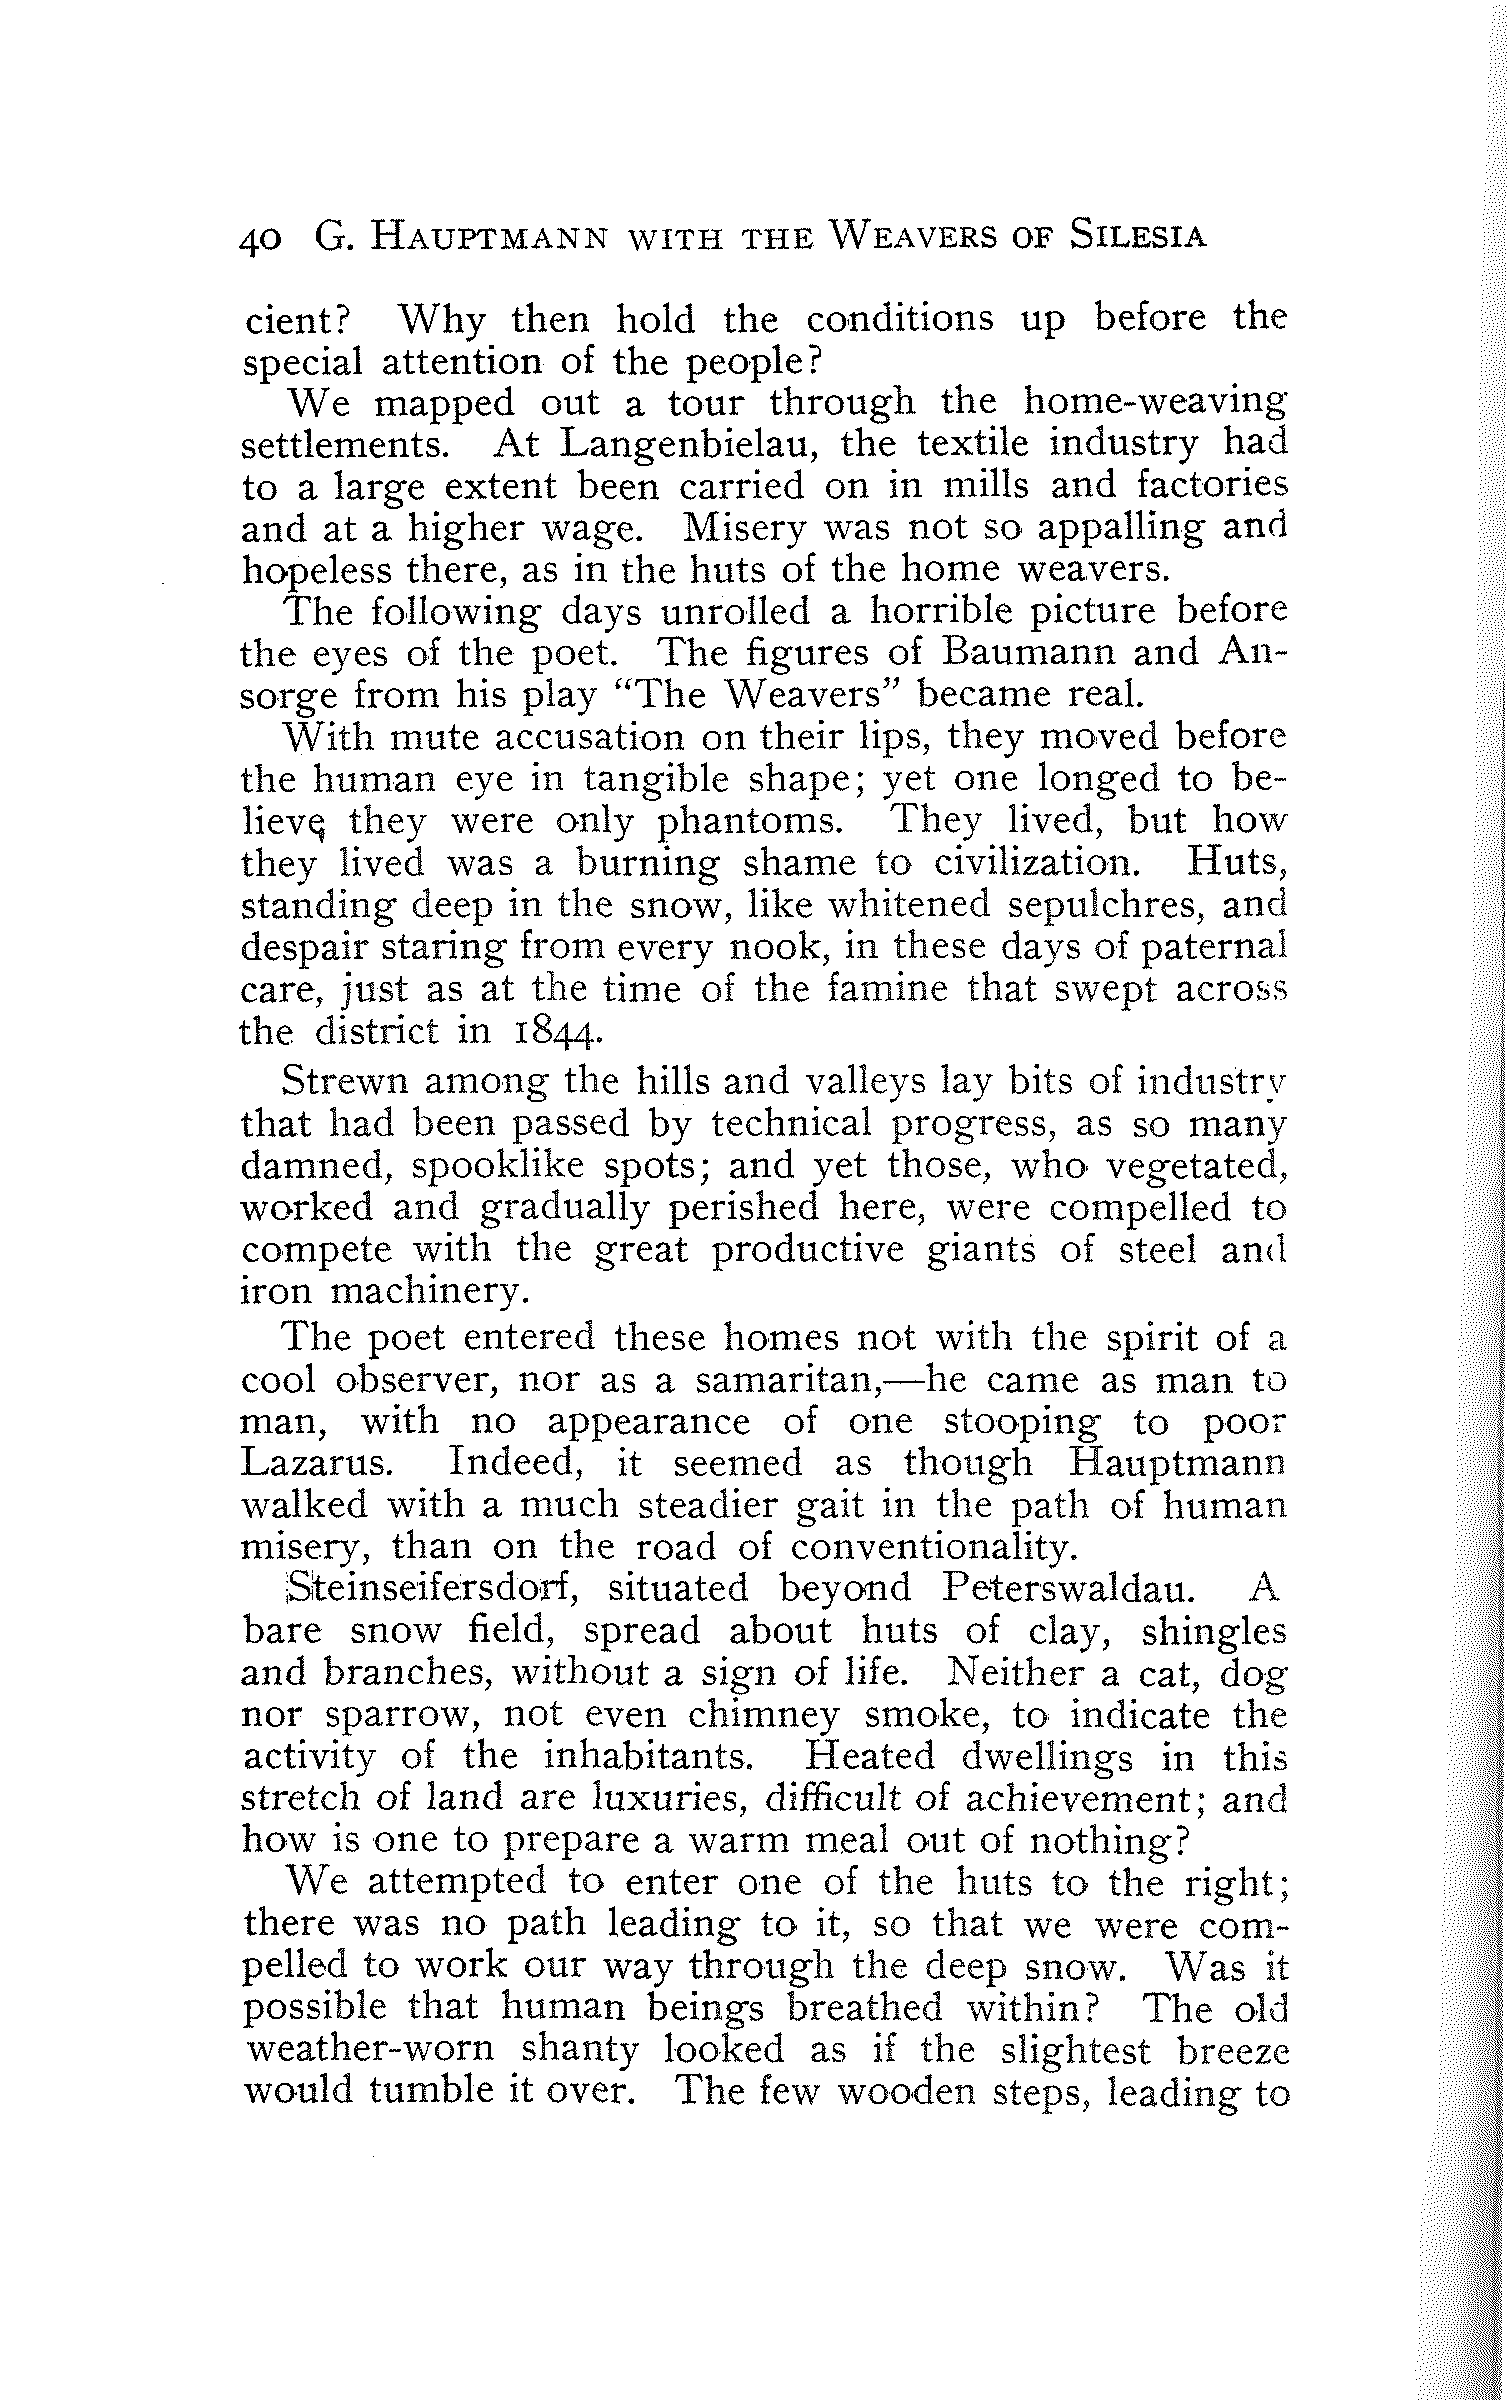 40 G. Hauptmann with the Weavers of Silesia
cient? Why then hold the conditions up before the
special attention of the people?
We mapped out a tour through the home-weaving
settlements. At Langenbielau, the textile industry had
to a large extent been carried on in mills and factories
and at a higher wage. Misery was not so appalling and
hopeless there, as in the huts of the home weavers.
The following days unrolled a horrible picture before
the eyes of the poet. The figures of Baumann and An-
sorge from his play "The Weavers" became real.
With mute accusation on their lips, they moved before
the human eye in tangible shape; yet one longed to be-
lieve they were only phantoms. They lived, but how
they lived was a burning shame to civilization. Huts,
standing deep in the snow, like whitened sepulchres, and
despair staring from every nook, in these days of paternal
care, just as at the time of the famine that swept across
the district in 1844.
Strewn among the hills and valleys lay bits of industry
that had been passed by technical progress, as so many
damned, spooklike spots; and yet those, who vegetated,
worked and gradually perished here, were compelled to
compete with the great productive giants of steel and
iron machinery.
The poet entered these homes not with the spirit of a
cool observer, nor as a samaritan,—he came as man to
man, with no appearance of one stooping to poor
Lazarus. Indeed, it seemed as though Hauptmann
walked with a much steadier gait in the path of human
misery, than on the road of conventionality.
Steinseifersdorf, situated beyond Peterswaldau. A
bare snow field, spread about huts of clay, shingles
and branches, without a sign of life. Neither a cat, dog
nor sparrow, not even chimney smoke, to indicate the
activity of the inhabitants. Heated dwellings in this
stretch of land are luxuries, difficult of achievement; and
how is one to prepare a warm meal out of nothing?
We attempted to enter one of the huts to the right;
there was no path leading to it, so that we were com-
pelled to work our way through the deep snow. Was it
possible that human beings breathed within? The old
weather-worn shanty looked as if the slightest breeze
would tumble it over. The few wooden steps, leading to